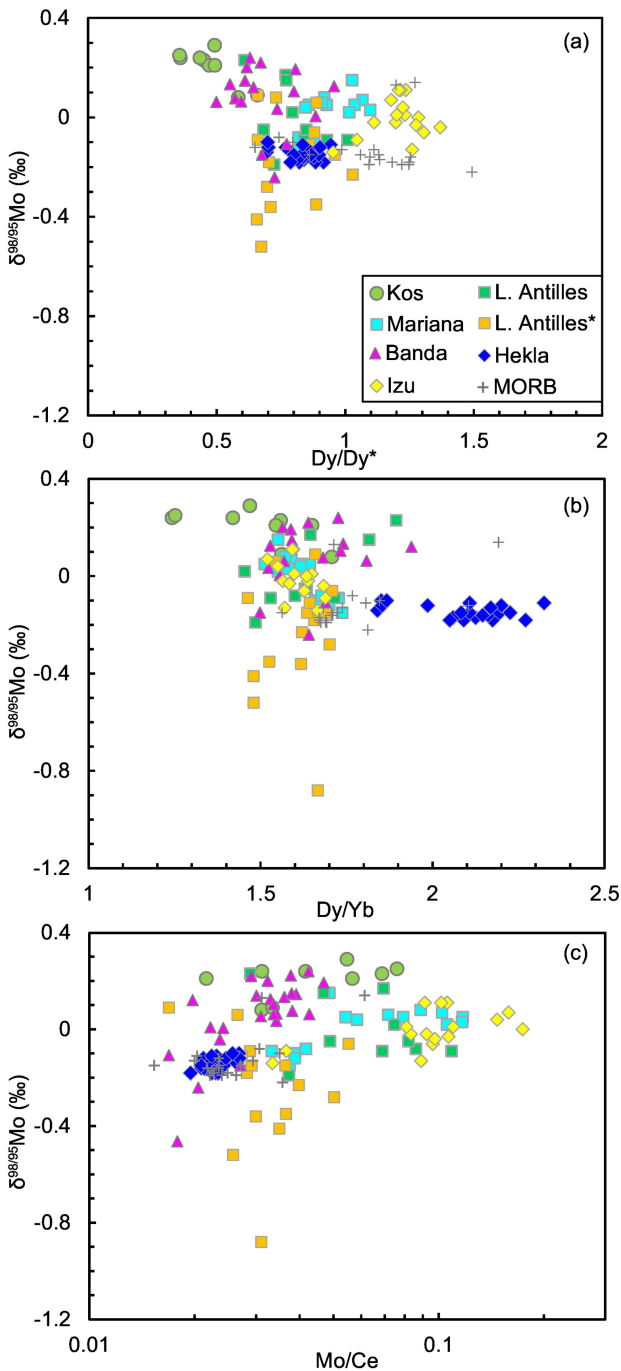 0.4
(a)
0
-0.4
-0.8
-1.2
δ98/95Mo (‰)
Kos
L. Antilles
Mariana
L. Antilles*
Banda
Hekla
Izu
MORB
0
0.5
1
1.5
2
Dy/Dy*
0.4
(b)
0
-0.4
-0.8
-1.2
δ98/95Mo (‰)
1
1.5
2
2.5
Dy/Yb
0.4
(c)
0
-0.4
-0.8
-1.2
δ98/95Mo (‰)
0.01
0.1
Mo/Ce